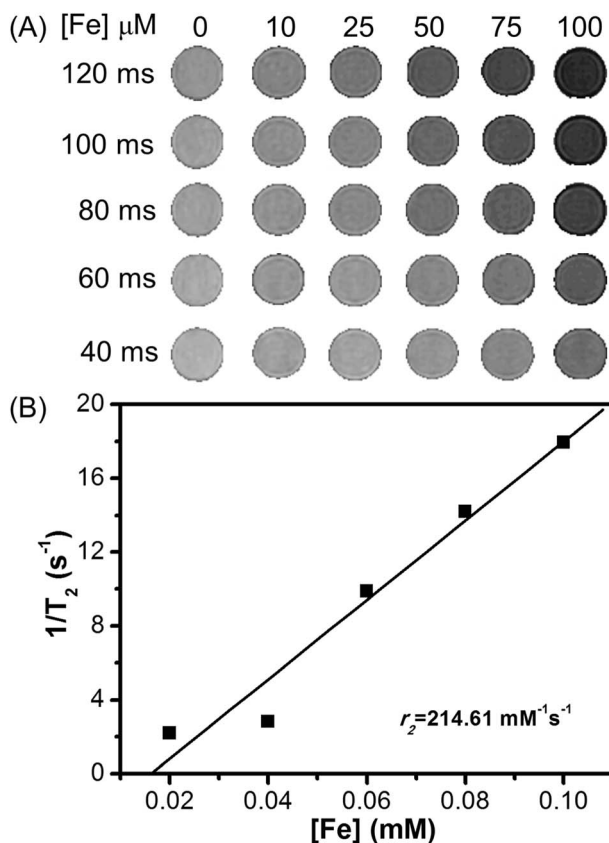 (A) [Fe] μM 0 10 25 50 75 100
120 ms
100 ms
80 ms
60 ms
40 ms
(B)
20
16
12
8
4
0
1/T₂ (s⁻¹)
r₂=214.61 mM⁻¹s⁻¹
0.02 0.04 0.06 0.08 0.10
[Fe] (mM)